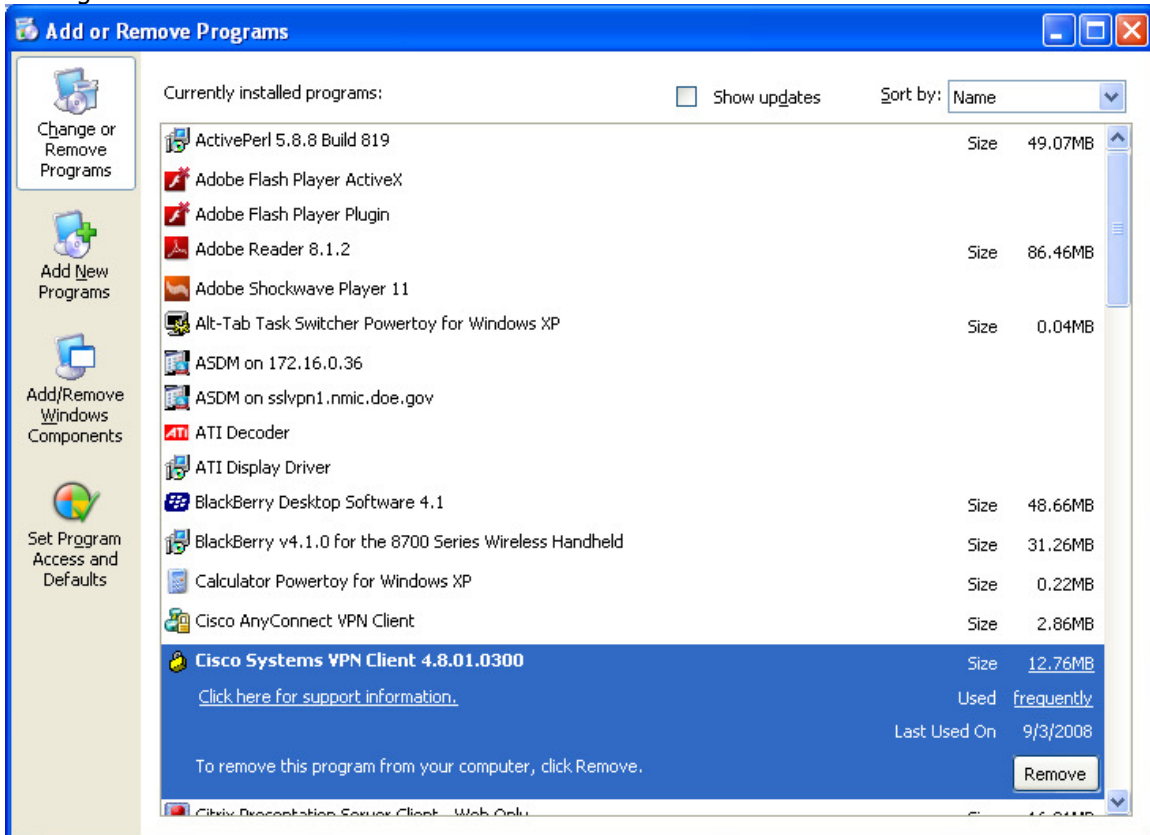 Add or Remove Programs
Change or
Remove
Programs
Add New
Programs
Add/Remove
Windows
Components
Set Program
Access and
Defaults
Currently installed programs: Show updates Sort by: Name
ActivePerl 5.8.8 Build 819 Size 49.07MB
Adobe Flash Player ActiveX
Adobe Flash Player Plugin
Adobe Reader 8.1.2 Size 86.46MB
Adobe Shockwave Player 11
Alt-Tab Task Switcher Powertoy for Windows XP Size 0.04MB
ASDM on 172.16.0.36
ASDM on sslvpn1.nmic.doe.gov
ATI Decoder
ATI Display Driver
BlackBerry Desktop Software 4.1 Size 48.66MB
BlackBerry v4.1.0 for the 8700 Series Wireless Handheld Size 31.26MB
Calculator Powertoy for Windows XP Size 0.22MB
Cisco AnyConnect VPN Client Size 2.86MB
Cisco Systems VPN Client 4.8.01.0300 Size 12.76MB
Click here for support information. Used frequently
Last Used On 9/3/2008
To remove this program from your computer, click Remove. Remove
Citrix Presentation Server Client - Web Only